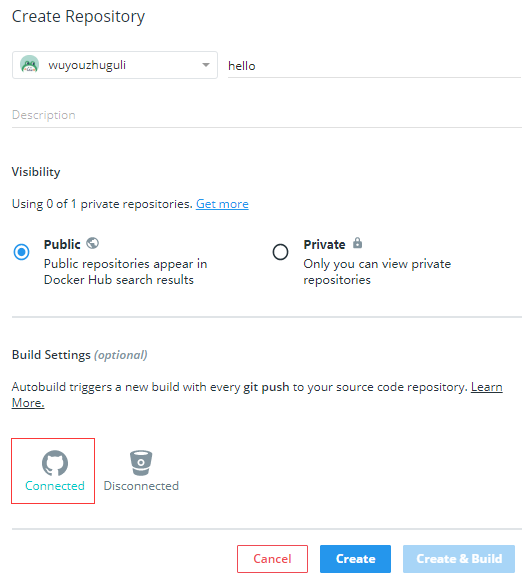 Create Repository
wuyouzhuguli
hello
Description
Visibility
Using 0 of 1 private repositories. Get more
Public
Public repositories appear in
Docker Hub search results
Private
Only you can view private
repositories
Build Settings (optional)
Autobuild triggers a new build with every git push to your source code repository. Learn
More.
Connected
Disconnected
Cancel
Create
Create & Build